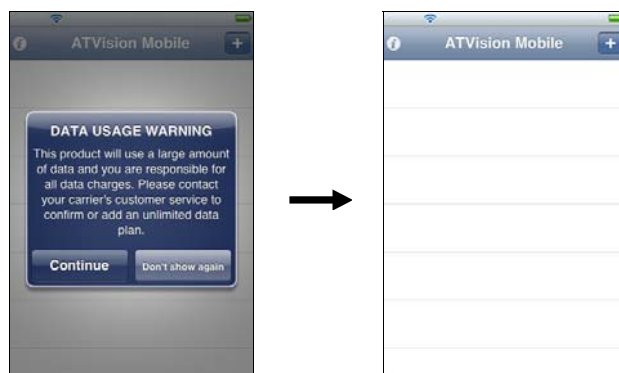 ATVision Mobile
+
DATA USAGE WARNING
This product will use a large amount
of data and you are responsible for
all data charges. Please contact
your carrier's customer service to
confirm or add an unlimited data
plan.
Continue
Don't show again
ATVision Mobile
+